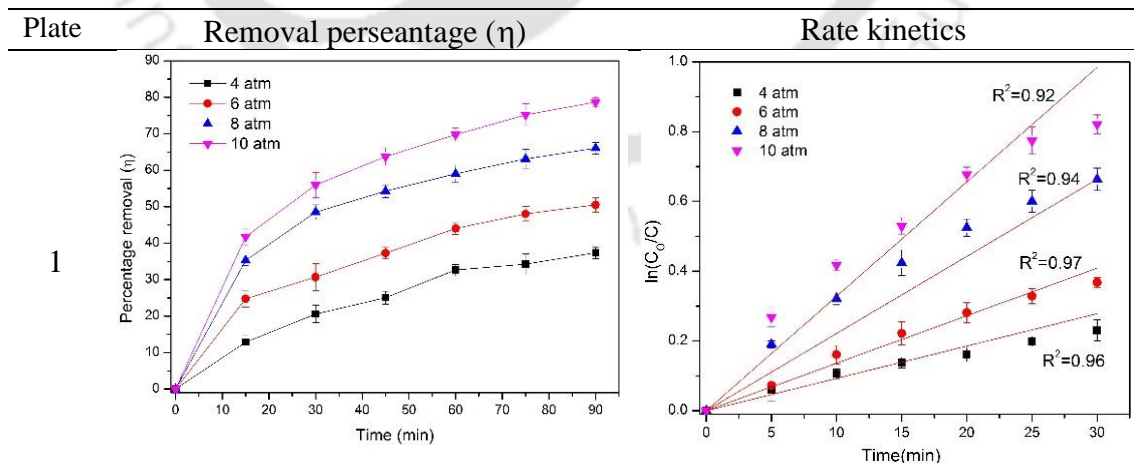 Plate
Removal perseantage (η)
Rate kinetics
1
Percentage removal (η)
90
80
70
60
50
40
30
20
10
0
4 atm
6 atm
8 atm
10 atm
0 15 30 45 60 75 90
Time (min)
ln(C₀/C)
1.0
0.8
0.6
0.4
0.2
0.0
4 atm
6 atm
8 atm
10 atm
R²=0.92
R²=0.94
R²=0.97
R²=0.96
0 5 10 15 20 25 30
Time(min)